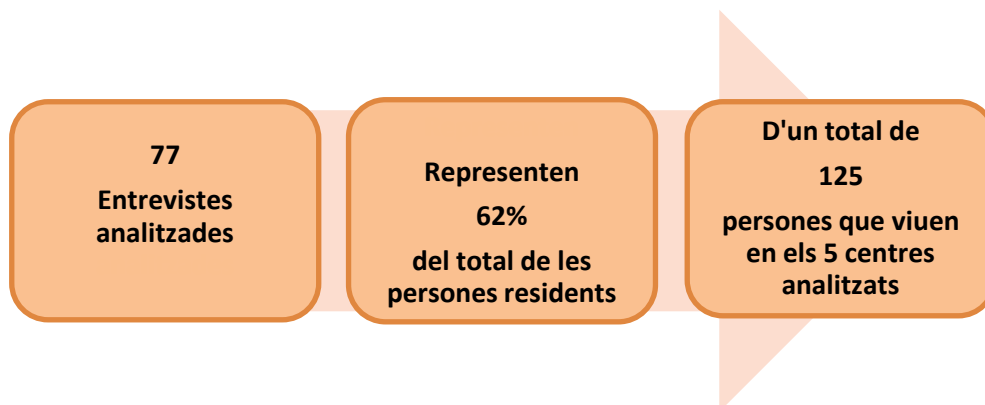 77
Entrevistes
analitzades
Representen
62%
del total de les
persones residents
D'un total de
125
persones que viuen
en els 5 centres
analitzats